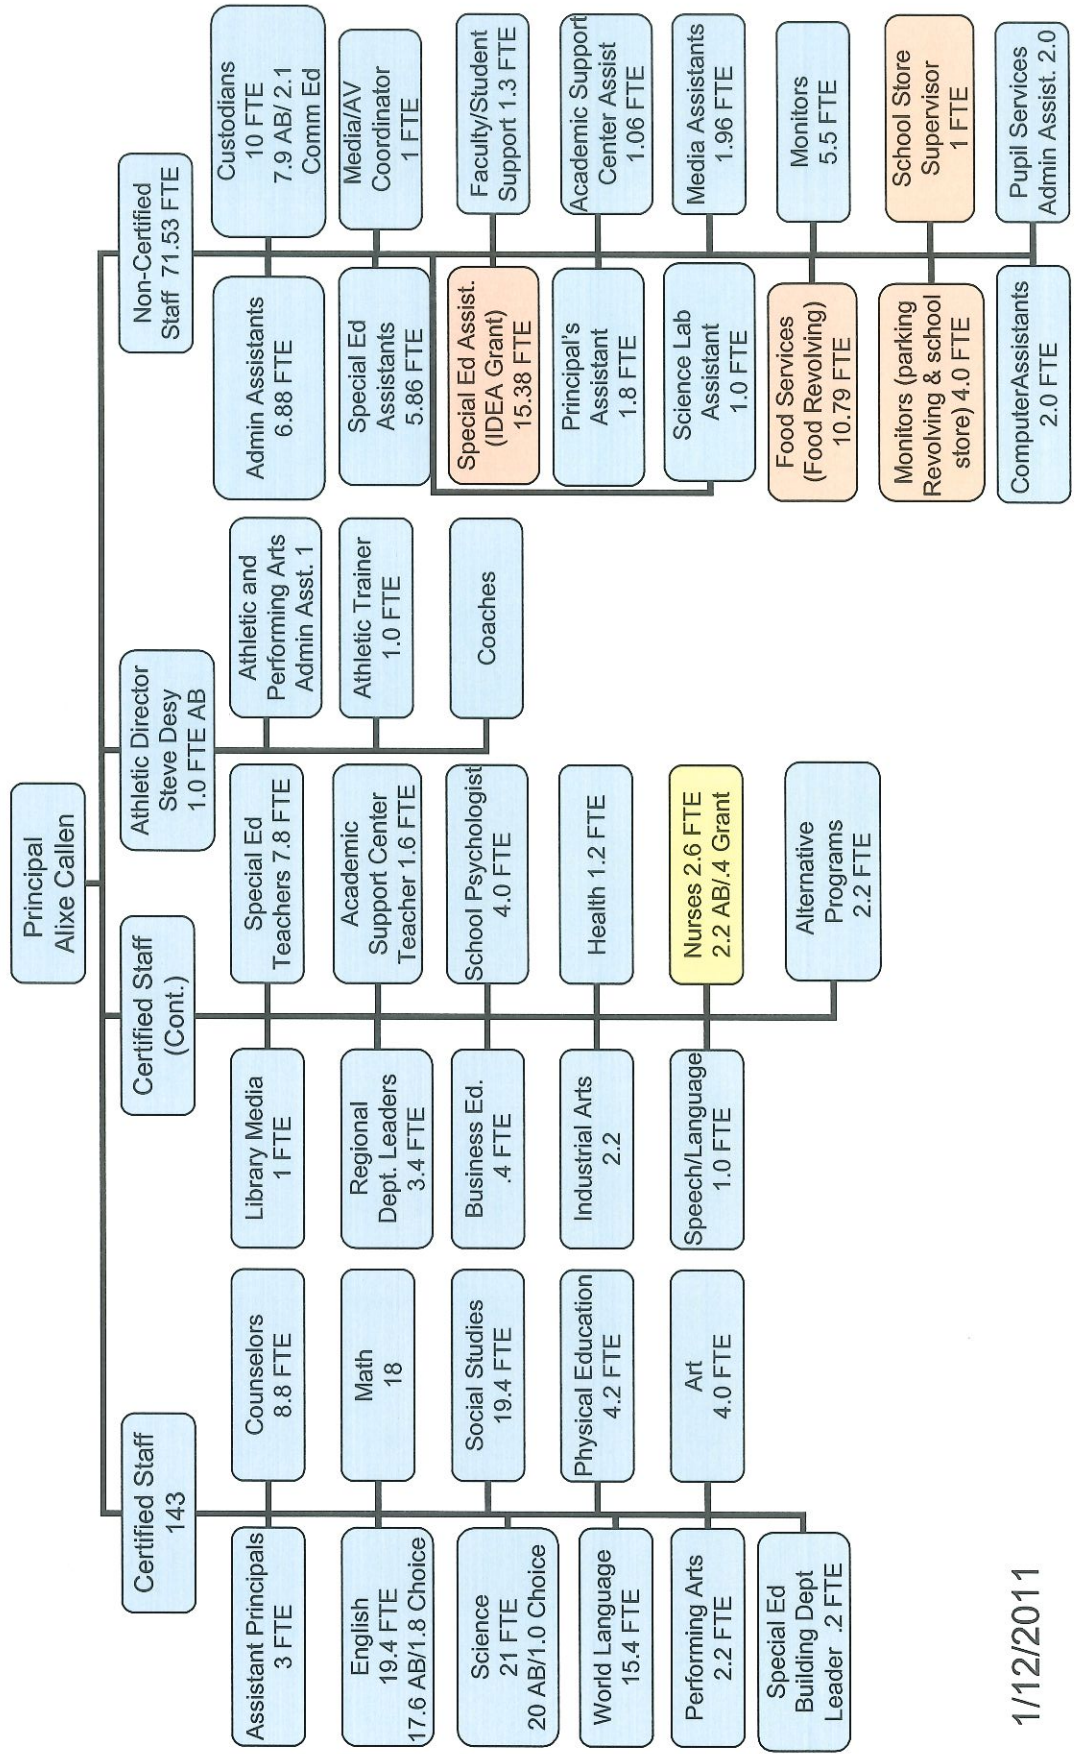 Principal
Alixe Callen
Certified Staff
143
Assistant Principals
3 FTE
Counselors
8.8 FTE
English
19.4 FTE
17.6 AB/1.8 Choice
Math
18
Science
21 FTE
20 AB/1.0 Choice
Social Studies
19.4 FTE
World Language
15.4 FTE
Physical Education
4.2 FTE
Performing Arts
2.2 FTE
Art
4.0 FTE
Special Ed
Building Dept
Leader .2 FTE
Certified Staff
(Cont.)
Library Media
1 FTE
Special Ed
Teachers 7.8 FTE
Regional
Dept. Leaders
3.4 FTE
Academic
Support Center
Teacher 1.6 FTE
Business Ed.
.4 FTE
School Psychologist
4.0 FTE
Industrial Arts
2.2
Health 1.2 FTE
Speech/Language
1.0 FTE
Nurses 2.6 FTE
2.2 AB/.4 Grant
Alternative
Programs
2.2 FTE
Athletic Director
Steve Desy
1.0 FTE AB
Athletic and
Performing Arts
Admin Asst. 1
Athletic Trainer
1.0 FTE
Coaches
Non-Certified
Staff 71.53 FTE
Admin Assistants
6.88 FTE
Custodians
10 FTE
7.9 AB/ 2.1
Comm Ed
Special Ed
Assistants
5.86 FTE
Media/AV
Coordinator
1 FTE
Special Ed Assist.
(IDEA Grant)
15.38 FTE
Faculty/Student
Support 1.3 FTE
Principal's
Assistant
1.8 FTE
Academic Support
Center Assist
1.06 FTE
Science Lab
Assistant
1.0 FTE
Media Assistants
1.96 FTE
Food Services
(Food Revolving)
10.79 FTE
Monitors
5.5 FTE
Monitors (parking
Revolving & school
store) 4.0 FTE
School Store
Supervisor
1 FTE
ComputerAssistants
2.0 FTE
Pupil Services
Admin Assist. 2.0
1/12/2011